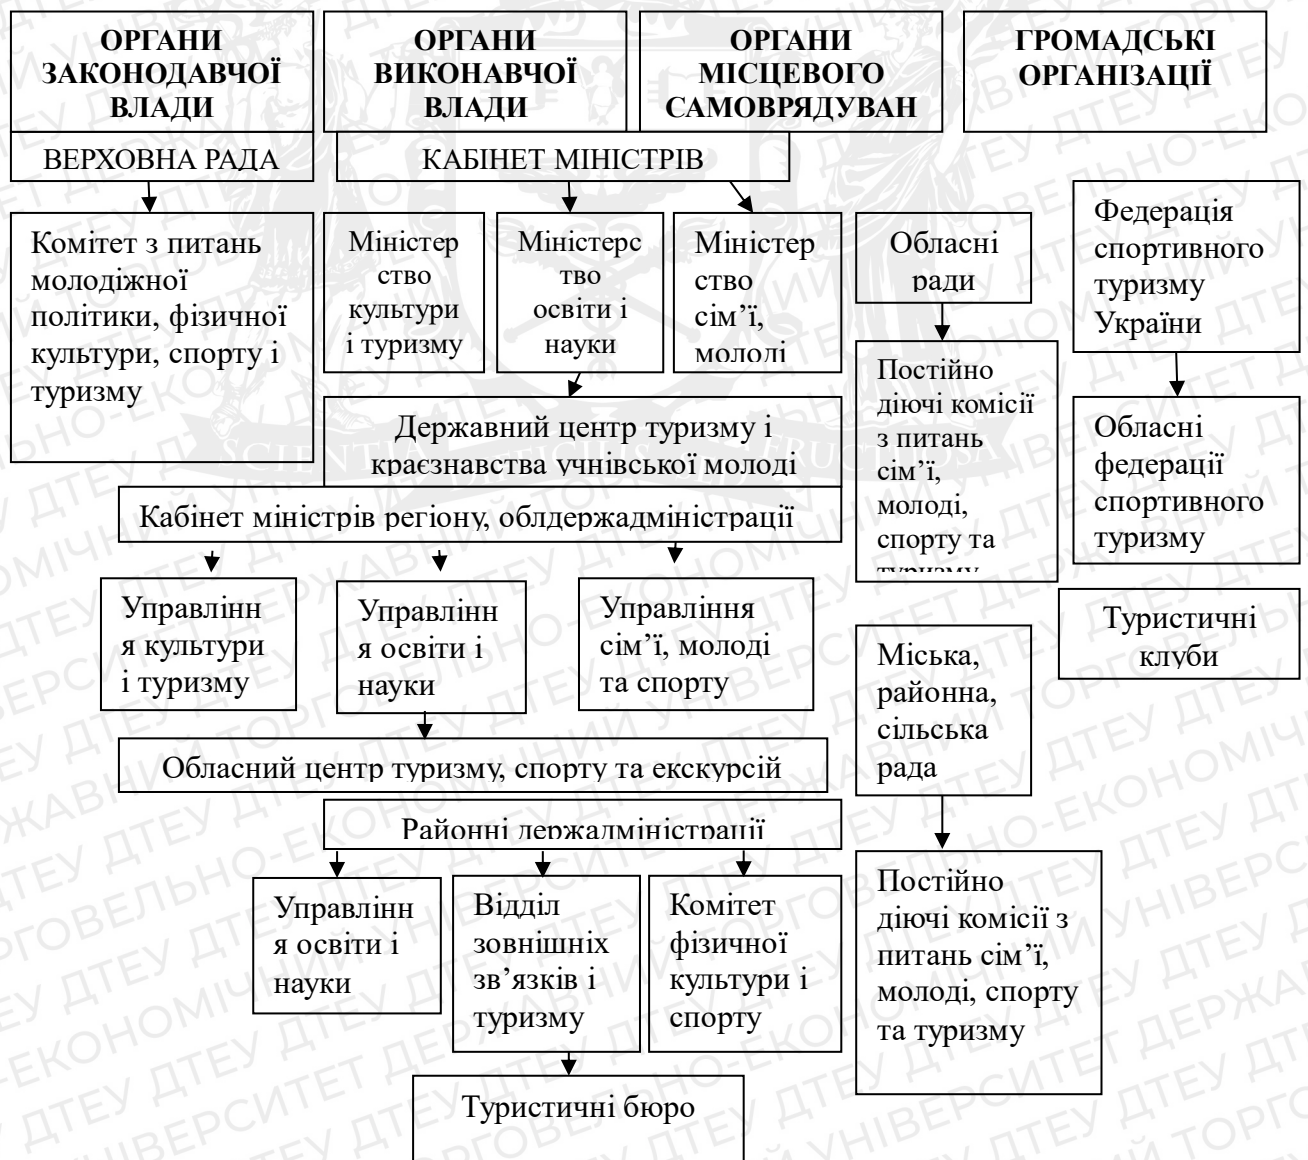 ОРГАНИ
ЗАКОНОДАВЧОЇ
ВЛАДИ
ОРГАНИ
ВИКОНАВЧОЇ
ВЛАДИ
ОРГАНИ
МІСЦЕВОГО
САМОВРЯДУВАН
ГРОМАДСЬКІ
ОРГАНІЗАЦІЇ
ВЕРХОВНА РАДА
КАБІНЕТ МІНІСТРІВ
Комітет з питань
молодіжної
політики, фізичної
культури, спорту і
туризму
Міністер
ство
культури
і туризму
Міністерс
тво
освіти і
науки
Міністер
ство
сім’ї,
молоді
Обласні
ради
Федерація
спортивного
туризму
України
Державний центр туризму і
краєзнавства учнівської молоді
Постійно
діючі комісії
з питань
сім’ї,
молоді,
спорту та
туризму
Обласні
федерації
спортивного
туризму
SCIENTIA
DIFFICILIS SED
FRUCTUOSA
Кабінет міністрів регіону, облдержадміністрації
Управлінн
я культури
і туризму
Управлінн
я освіти і
науки
Управління
сім’ї, молоді
та спорту
Туристичні
клуби
Міська,
районна,
сільська
рада
Обласний центр туризму, спорту та екскурсій
Районні держадміністрації
Управлінн
я освіти і
науки
Відділ
зовнішніх
зв’язків і
туризму
Комітет
фізичної
культури і
спорту
Постійно
діючі комісії з
питань сім’ї,
молоді, спорту
та туризму
Туристичні бюро